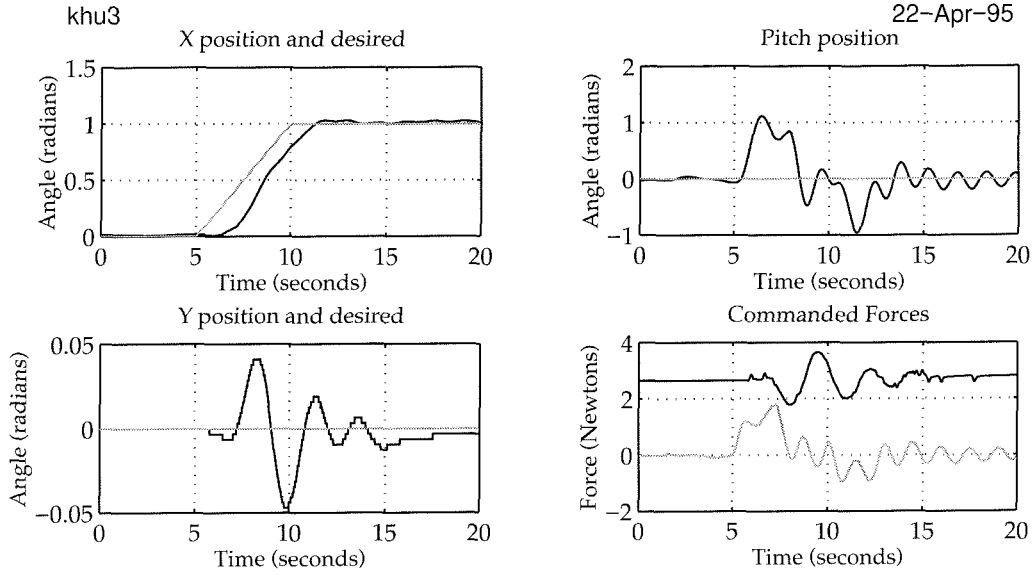 khu3
22-Apr-95
X position and desired
1.5
1
0.5
0
Angle (radians)
0 5 10 15 20
Time (seconds)
Pitch position
2
1
0
-1
Angle (radians)
0 5 10 15 20
Time (seconds)
Y position and desired
0.05
0
-0.05
Angle (radians)
0 5 10 15 20
Time (seconds)
Commanded Forces
4
2
0
-2
Force (Newtons)
0 5 10 15 20
Time (seconds)